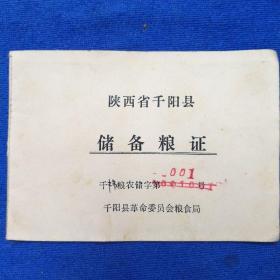 陕西省千阳县
储备粮证
001
千 粮农储字第 号
千阳县革命委员会粮食局